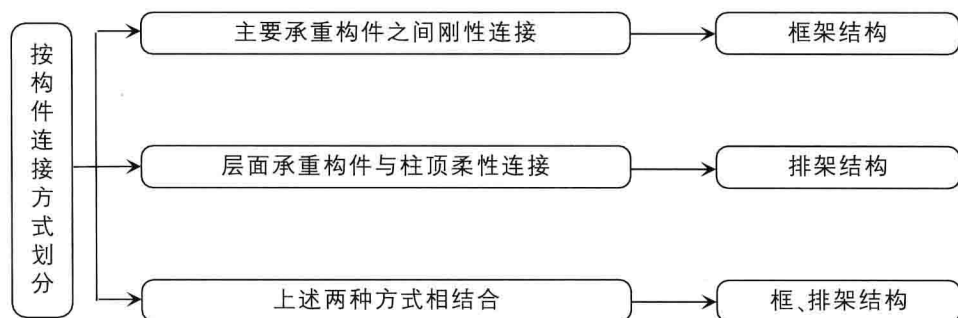 按构件连接方式划分
主要承重构件之间刚性连接
框架结构
层面承重构件与柱顶柔性连接
排架结构
上述两种方式相结合
框、排架结构